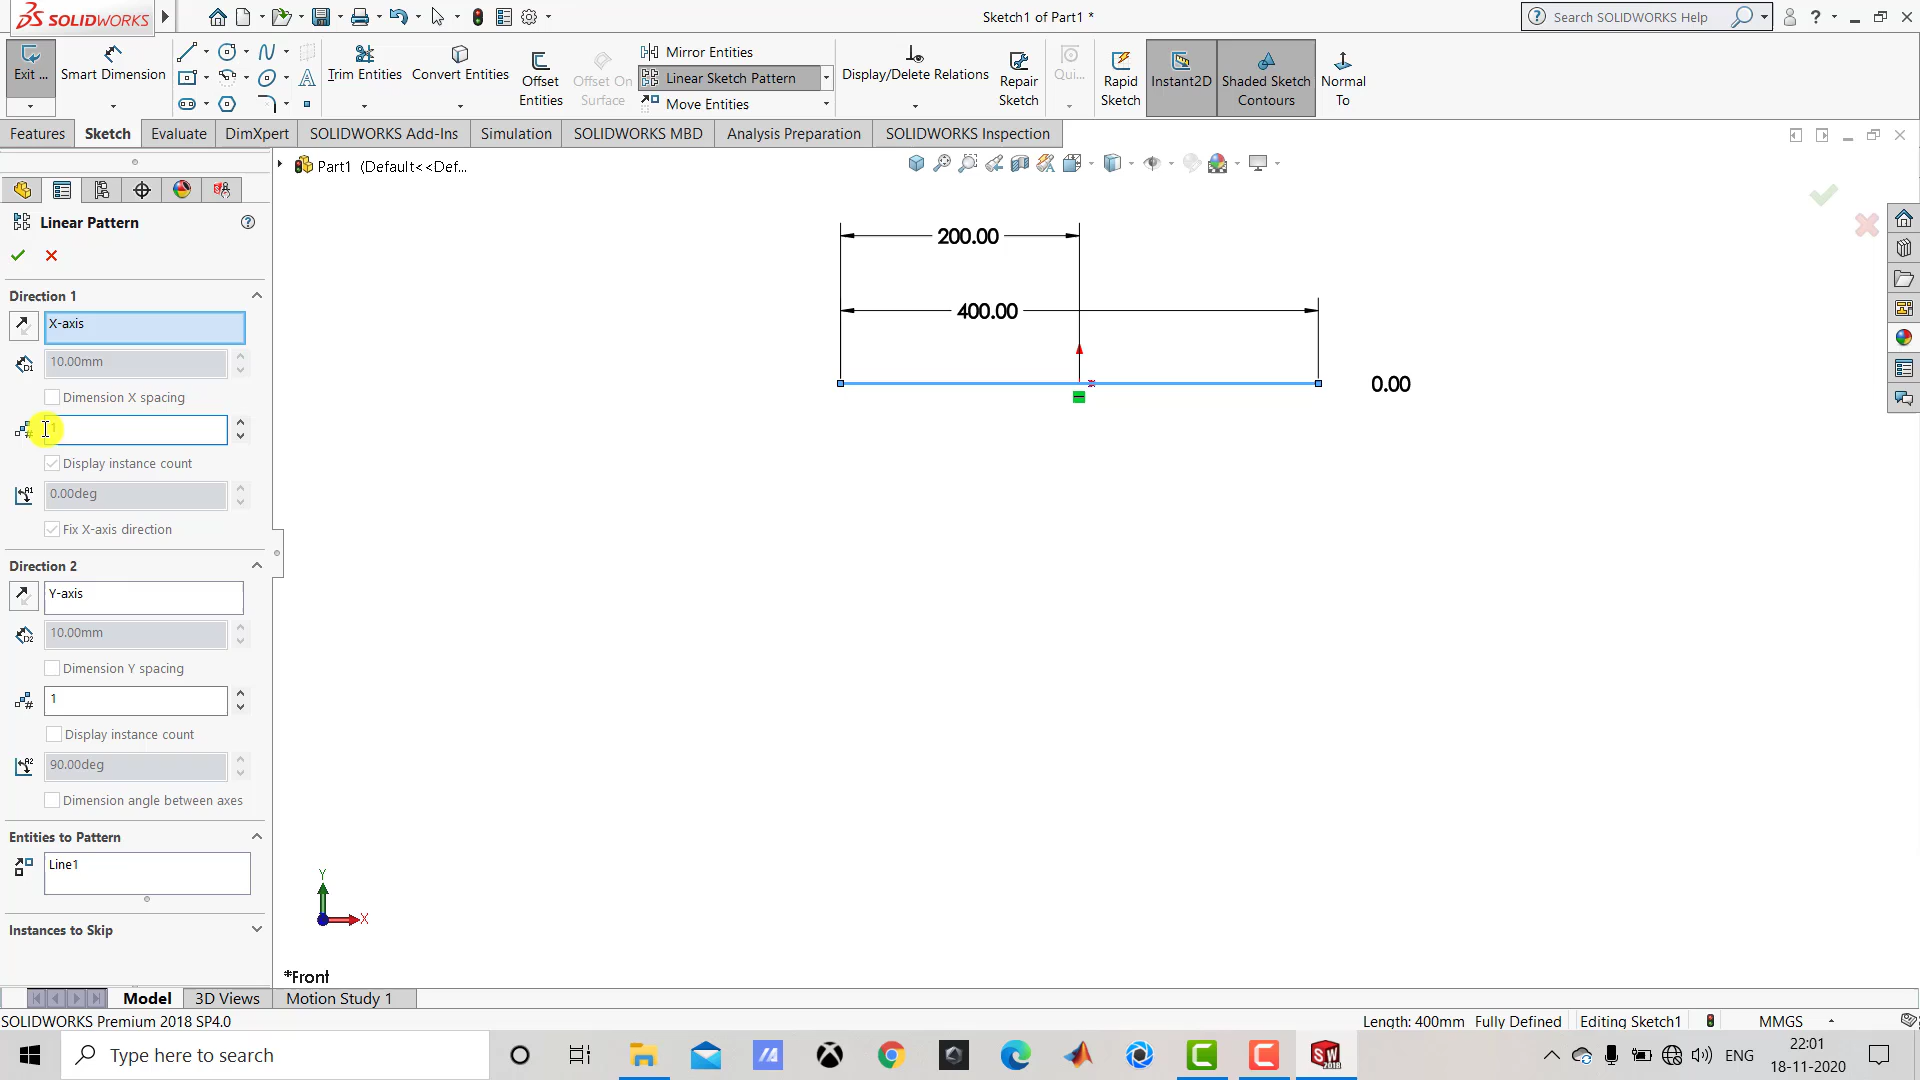 SOLIDWORKS
Sketch1 of Part1 *
Search SOLIDWORKS Help
Exit ...
Smart Dimension
Trim Entities
Convert Entities
Offset Entities
Offset On Surface
Mirror Entities
Linear Sketch Pattern
Move Entities
Display/Delete Relations
Repair Sketch
Qui...
Rapid Sketch
Instant2D
Shaded Sketch Contours
Normal To
Features
Sketch
Evaluate
DimXpert
SOLIDWORKS Add-Ins
Simulation
SOLIDWORKS MBD
Analysis Preparation
SOLIDWORKS Inspection
Part1 (Default<<Def...
Linear Pattern
Direction 1
X-axis
10.00mm
Dimension X spacing
1
Display instance count
0.00deg
Fix X-axis direction
Direction 2
Y-axis
10.00mm
Dimension Y spacing
1
Display instance count
90.00deg
Dimension angle between axes
Entities to Pattern
Line1
Instances to Skip
200.00
400.00
0.00
Y
X
*Front
Model
3D Views
Motion Study 1
SOLIDWORKS Premium 2018 SP4.0
Length: 400mm
Fully Defined
Editing Sketch1
MMGS
Type here to search
ENG
22:01
18-11-2020